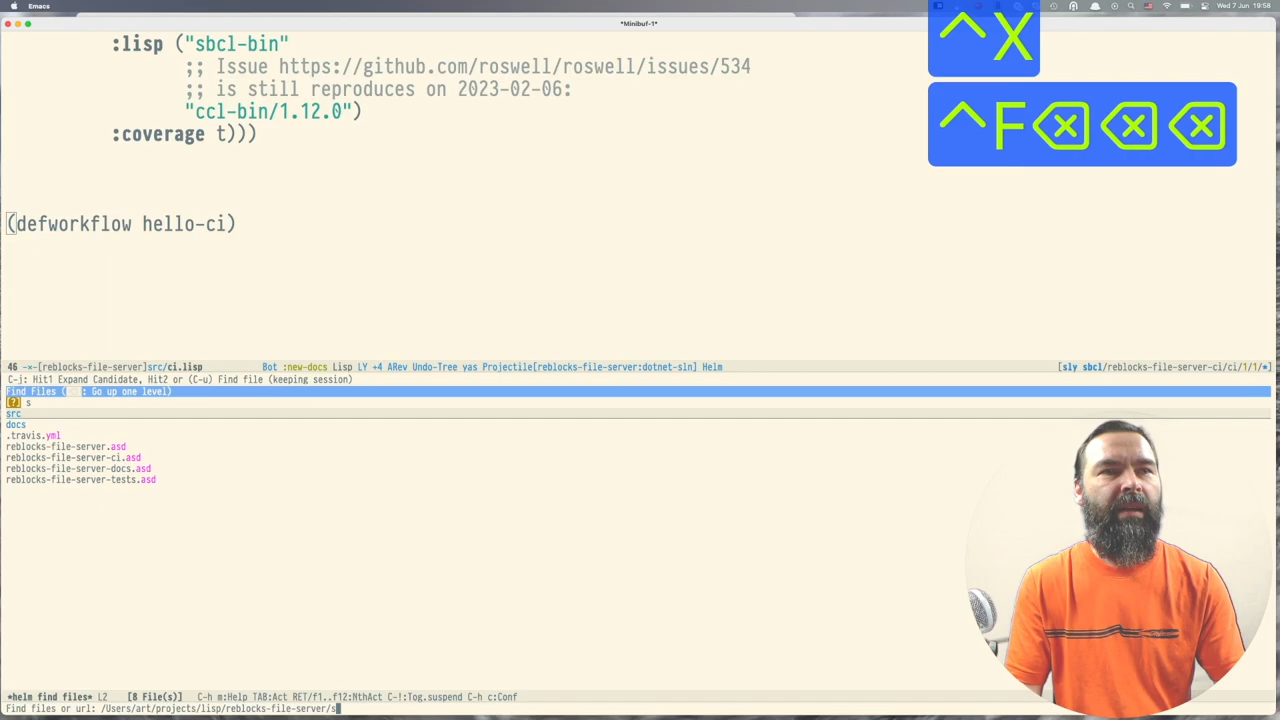 Emacs
Wed 7 Jun 19:58
*Minibuf-1*
^X
^F
:lisp ("sbcl-bin"
;; Issue https://github.com/roswell/roswell/issues/534
;; is still reproduces on 2023-02-06:
"ccl-bin/1.12.0")
:coverage t)))
(defworkflow hello-ci)
46 -*-[reblocks-file-server]src/ci.lisp Bot :new-docs Lisp LY +4 ARev Undo-Tree yas Projectile[reblocks-file-server:dotnet-sln] Helm [sly sbcl/reblocks-file-server-ci/ci/1/1/*]
C-j: Hit1 Expand Candidate, Hit2 or (C-u) Find file (keeping session)
Find Files ( : Go up one level)
[?] s
src
docs
.travis.yml
reblocks-file-server.asd
reblocks-file-server-ci.asd
reblocks-file-server-docs.asd
reblocks-file-server-tests.asd
*helm find files* L2 [8 File(s)] C-h m:Help TAB:Act RET/f1..f12:NthAct C-!:Tog.suspend C-h c:Conf
Find files or url: /Users/art/projects/lisp/reblocks-file-server/s